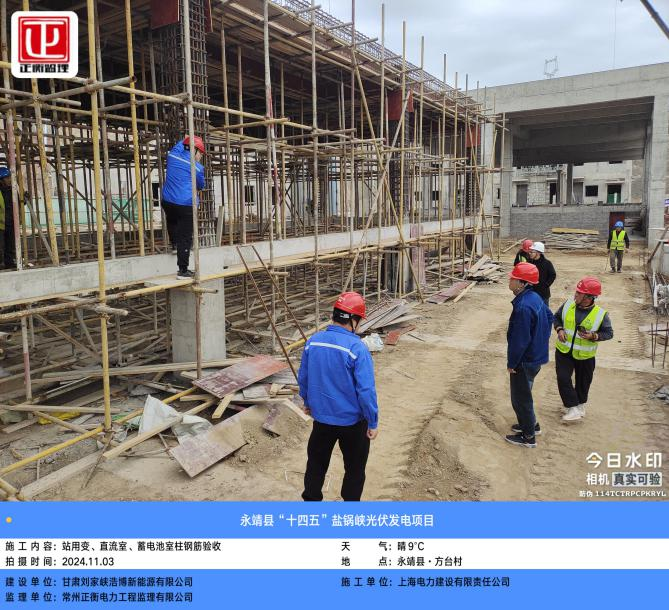 正衡监理
今日水印
相机 真实可验
防伪 114TCTRPCPKRYL
永靖县“十四五”盐锅峡光伏发电项目
施工内容：站用变、直流室、蓄电池室柱钢筋验收
天 气：晴9℃
拍摄时间：2024.11.03
地 点：永靖县·方台村
建设单位：甘肃刘家峡浩博新能源有限公司
施工单位：上海电力建设有限责任公司
监理单位：常州正衡电力工程监理有限公司